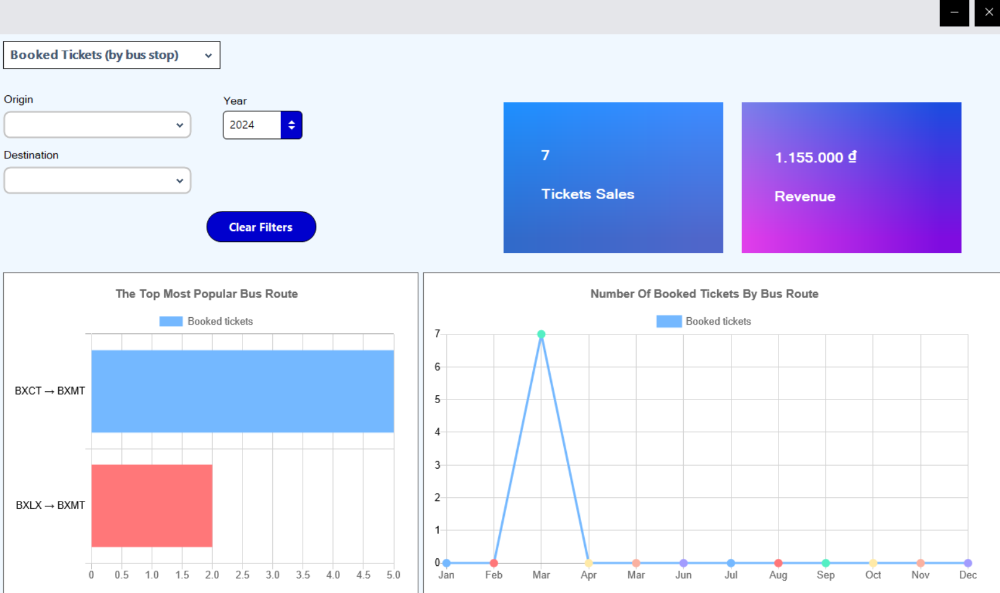 Booked Tickets (by bus stop)
Origin
Year
2024
Destination
Clear Filters
7
Tickets Sales
1.155.000 ₫
Revenue
The Top Most Popular Bus Route
Booked tickets
BXCT → BXMT
BXLX → BXMT
0 0.5 1.0 1.5 2.0 2.5 3.0 3.5 4.0 4.5 5.0
Number Of Booked Tickets By Bus Route
Booked tickets
7
6
5
4
3
2
1
0
Jan Feb Mar Apr Mar Jun Jul Aug Sep Oct Nov Dec